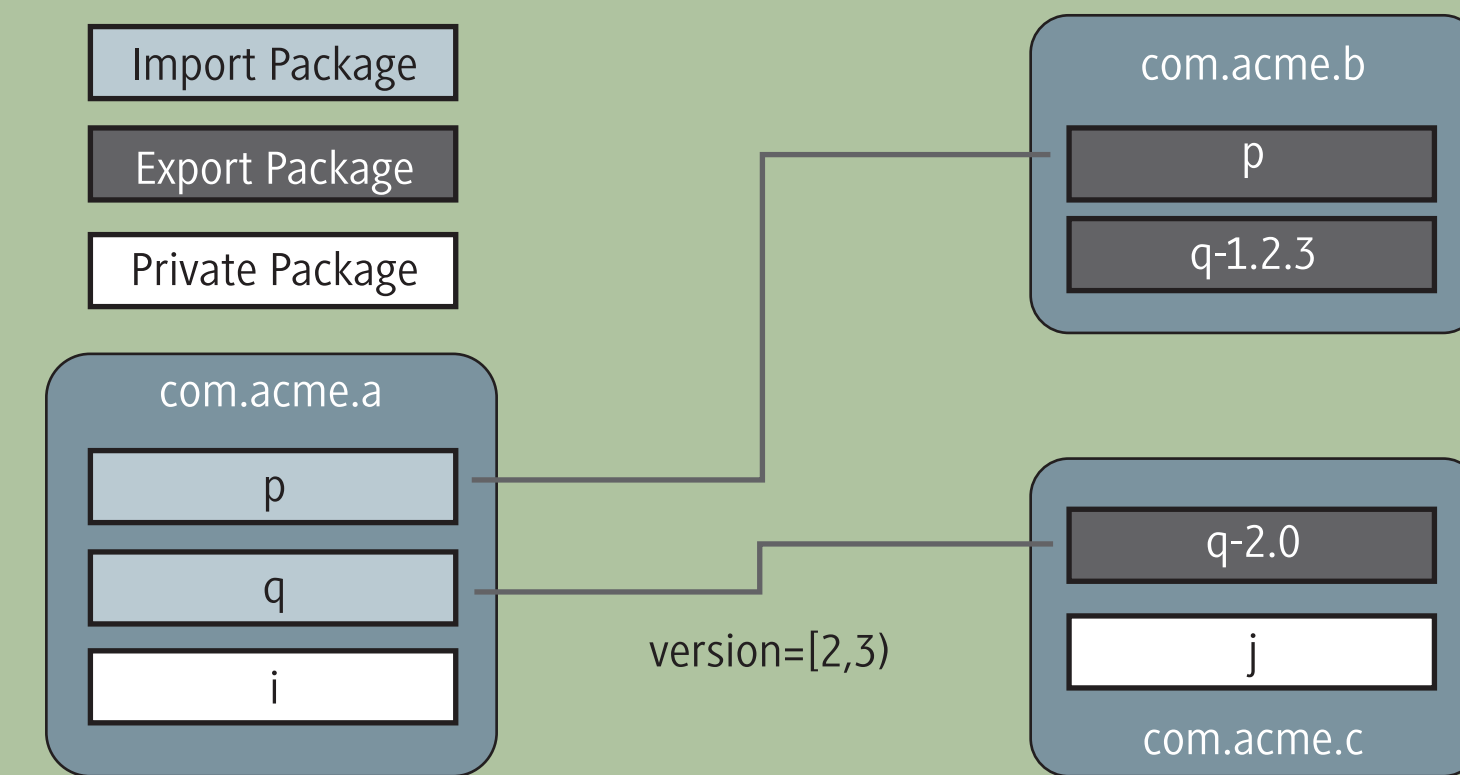 Import Package
Export Package
Private Package
com.acme.a
p
q
i
version=[2,3)
com.acme.b
p
q-1.2.3
q-2.0
j
com.acme.c